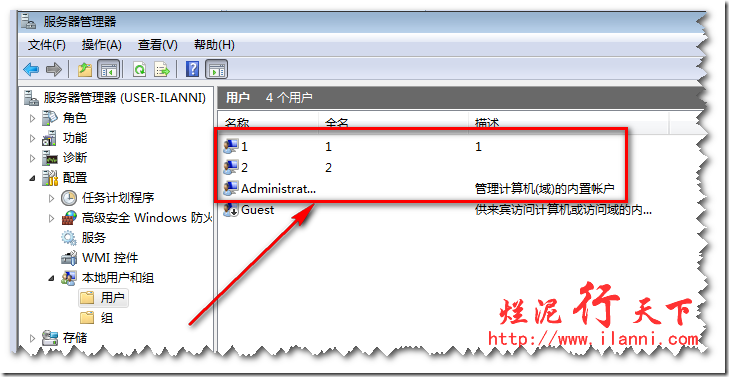 服务器管理器
文件(F) 操作(A) 查看(V) 帮助(H)
服务器管理器 (USER-ILANNI)
角色
功能
诊断
配置
任务计划程序
高级安全 Windows 防火
服务
WMI 控件
本地用户和组
用户
组
存储
用户 4 个用户
名称 全名 描述
1 1 1
2 2
Administrat... 管理计算机(域)的内置帐户
Guest 供来宾访问计算机或访问域的内...
烂泥行天下
http://www.ilanni.com